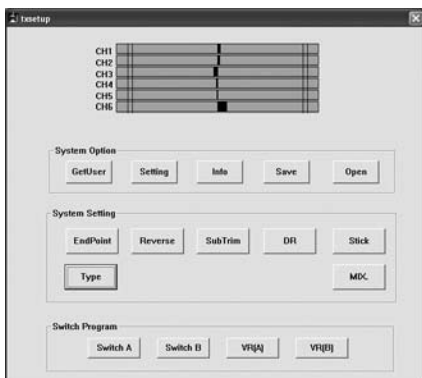 txsetup
CH1
CH2
CH3
CH4
CH5
CH6
System Option
GetUser Setting Info Save Open
System Setting
EndPoint Reverse SubTrim DR Stick
Type MIX.
Switch Program
Switch A Switch B VR(A) VR(B)